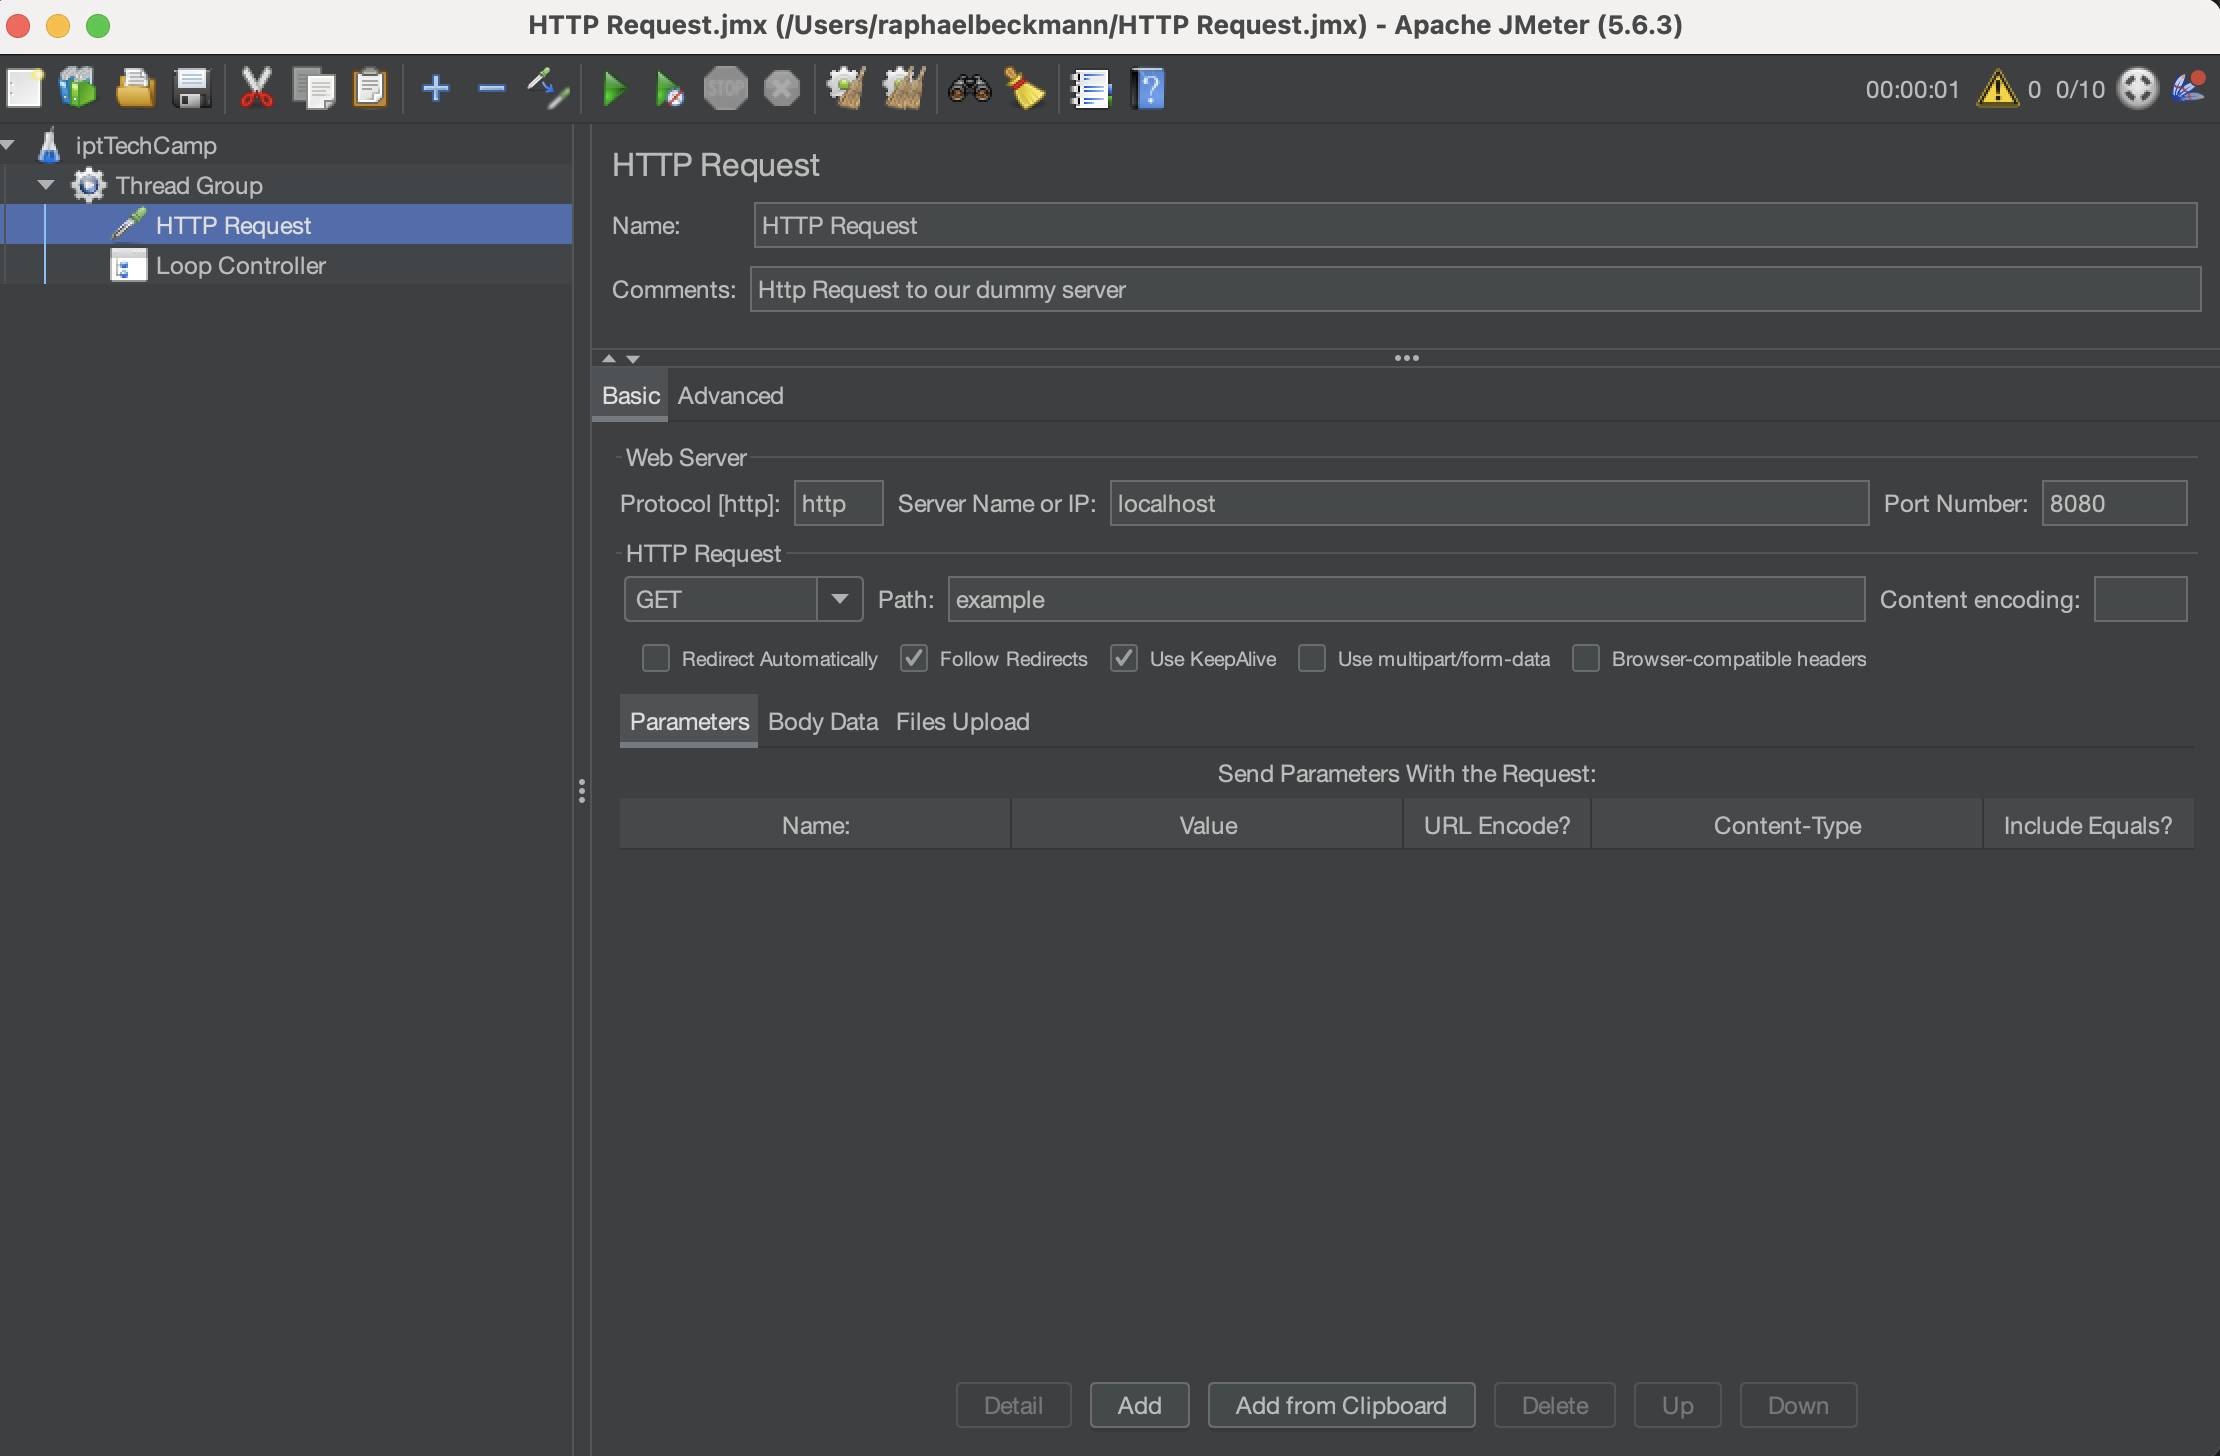 HTTP Request.jmx (/Users/raphaelbeckmann/HTTP Request.jmx) - Apache JMeter (5.6.3)
STOP
00:00:01 0 0/10
iptTechCamp
Thread Group
HTTP Request
Loop Controller
HTTP Request
Name: HTTP Request
Comments: Http Request to our dummy server
Basic Advanced
Web Server
Protocol [http]: http Server Name or IP: localhost Port Number: 8080
HTTP Request
GET Path: example Content encoding:
Redirect Automatically Follow Redirects Use KeepAlive Use multipart/form-data Browser-compatible headers
Parameters Body Data Files Upload
Send Parameters With the Request:
Name: Value URL Encode? Content-Type Include Equals?
Detail Add Add from Clipboard Delete Up Down